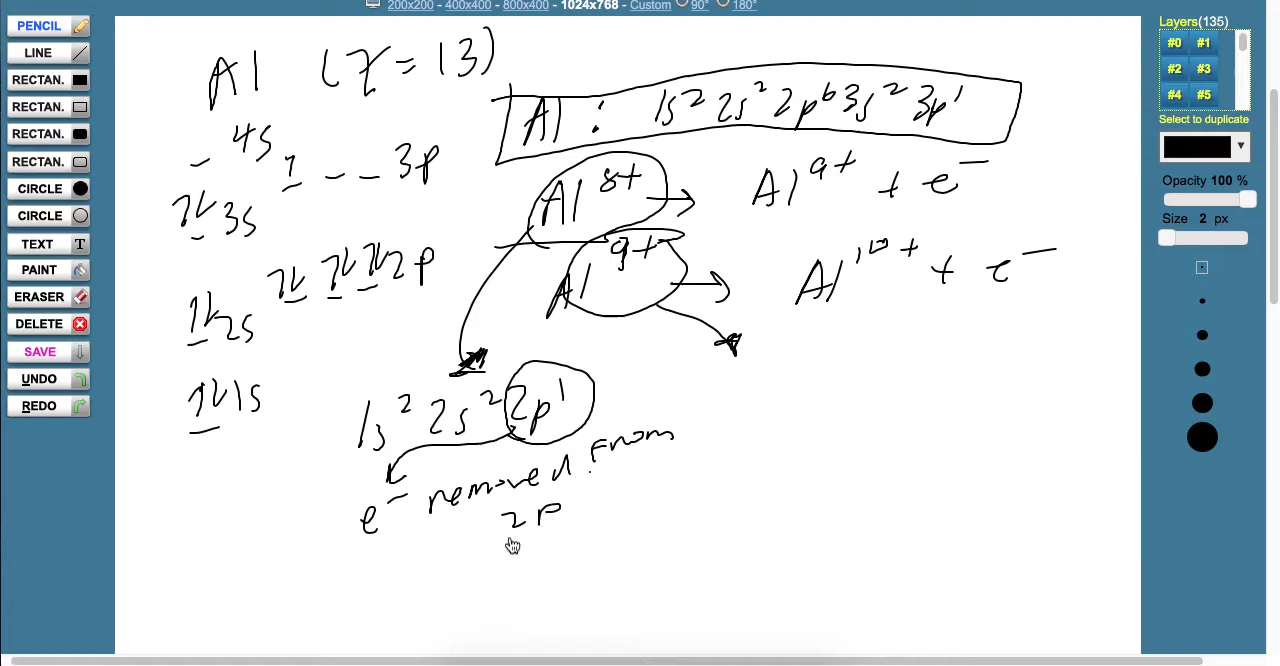 200x200 - 400x400 - 800x400 - 1024x768 - Custom 90° 180°
PENCIL
LINE
RECTAN.
RECTAN.
RECTAN.
RECTAN.
CIRCLE
CIRCLE
TEXT T
PAINT
ERASER
DELETE
SAVE
UNDO
REDO
Al (Z=13)
Al : 1s² 2s² 2p⁶ 3s² 3p¹
4s
3p
3s
2p
2s
1s
Al⁸⁺ → Al⁹⁺ + e⁻
Al⁹⁺ → Al¹⁰⁺ + e⁻
1s² 2s² 2p¹
e⁻ removed from
2p
Layers(135)
#0 #1
#2 #3
#4 #5
Select to duplicate
Opacity 100 %
Size 2 px